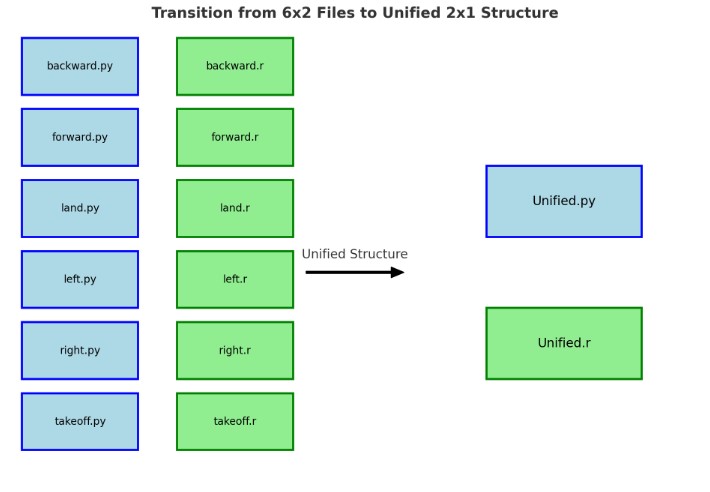 Transition from 6x2 Files to Unified 2x1 Structure
backward.py
backward.r
forward.py
forward.r
land.py
land.r
left.py
left.r
right.py
right.r
takeoff.py
takeoff.r
Unified Structure
Unified.py
Unified.r